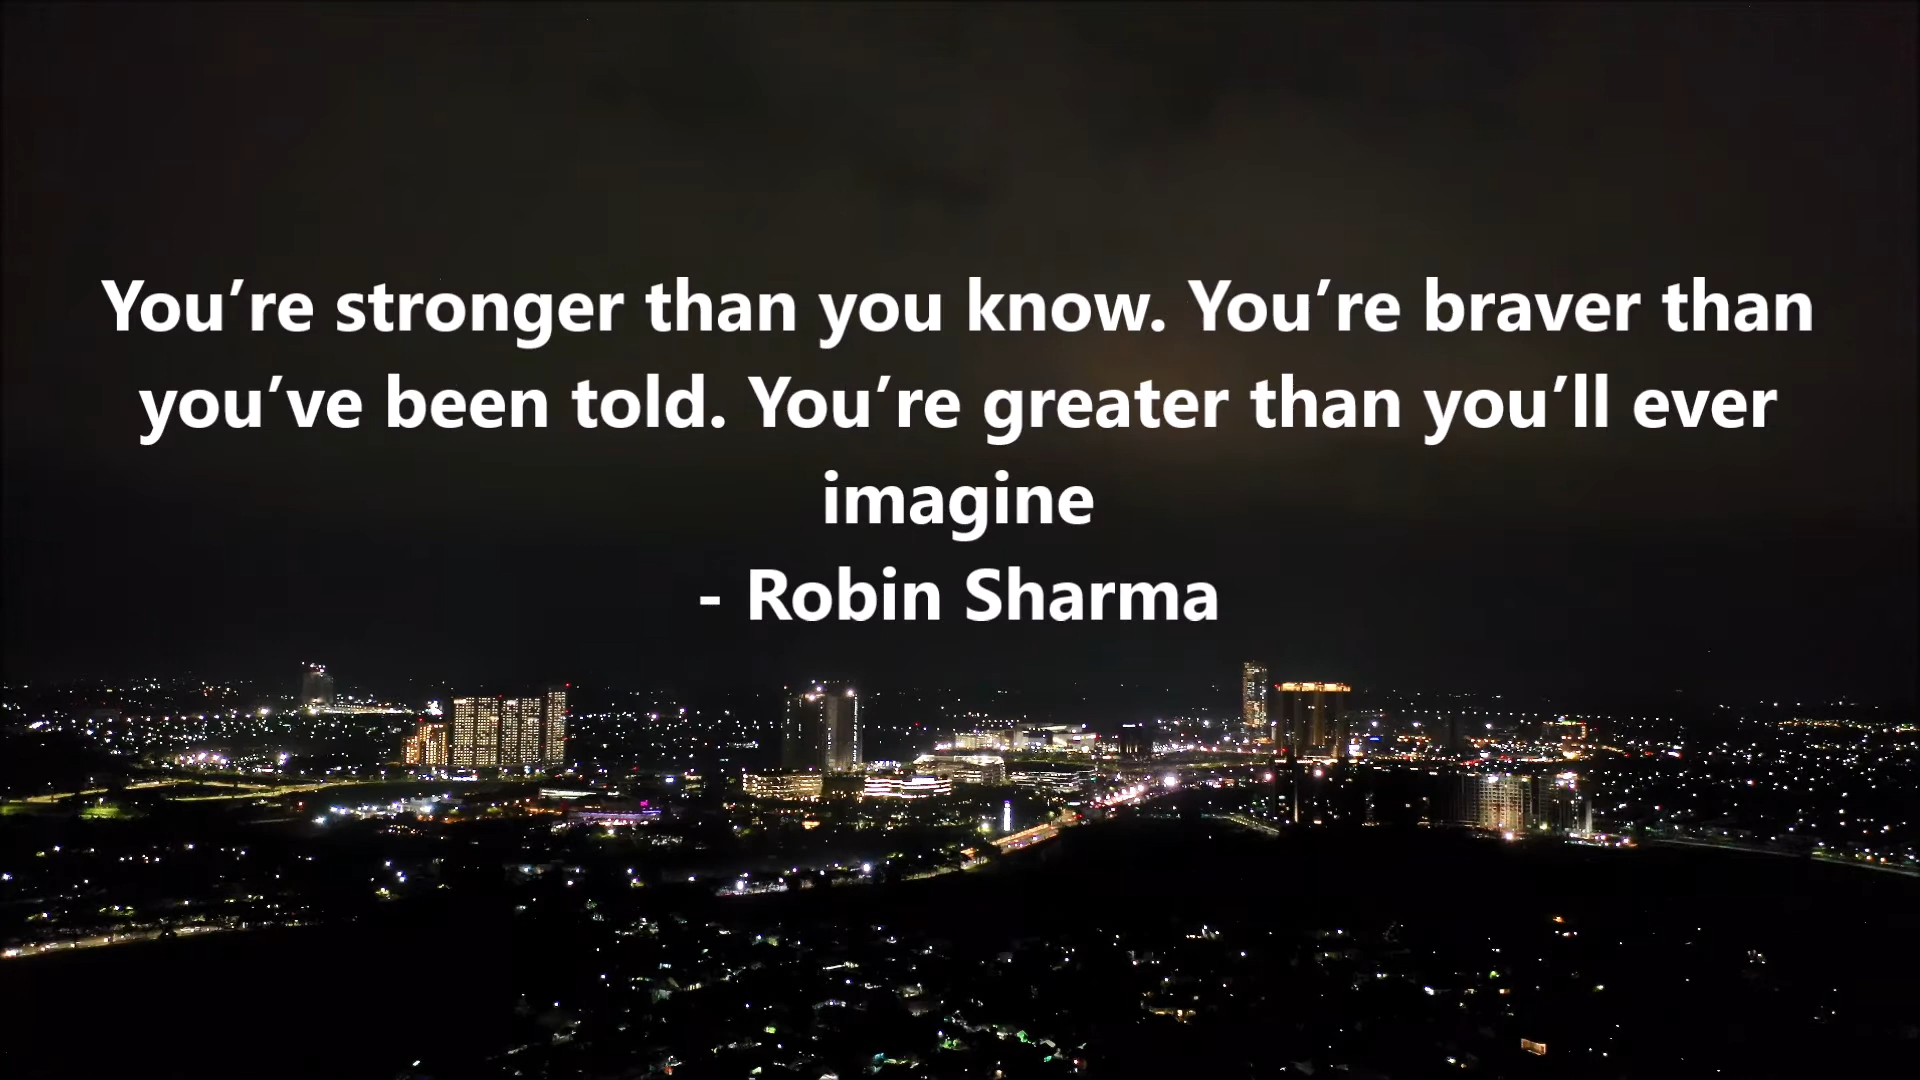 You’re stronger than you know. You’re braver than
you’ve been told. You’re greater than you’ll ever
imagine
- Robin Sharma